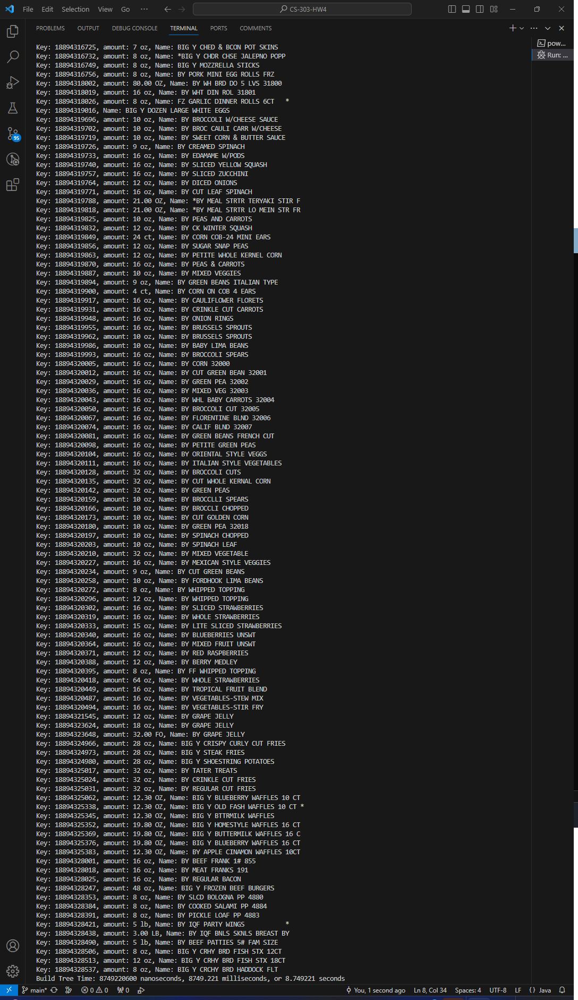 File Edit Selection View Go ··· CS-303-HW4
PROBLEMS OUTPUT DEBUG CONSOLE TERMINAL PORTS COMMENTS
pow...
Run: ...
95
Key: 18894316725, amount: 7 oz, Name: BIG Y CHED & BCON POT SKINS
Key: 18894316732, amount: 8 oz, Name: *BIG Y CHDR CHSE JALEPNO POPP
Key: 18894316749, amount: 8 oz, Name: BIG Y MOZZRELLA STICKS
Key: 18894316756, amount: 8 oz, Name: BY PORK MINI EGG ROLLS FRZ
Key: 18894318002, amount: 80.00 OZ, Name: BY WH BRD DO 5 LVS 31800
Key: 18894318019, amount: 16 oz, Name: BY WHT DIN ROL 31801
Key: 18894318026, amount: 8 oz, Name: FZ GARLIC DINNER ROLLS 6CT *
Key: 18894319016, Name: BIG Y DOZEN LARGE WHITE EGGS
Key: 18894319696, amount: 10 oz, Name: BY BROCCOLI W/CHEESE SAUCE
Key: 18894319702, amount: 10 oz, Name: BY BROC CAULI CARR W/CHEESE
Key: 18894319719, amount: 10 oz, Name: BY SWEET CORN & BUTTER SAUCE
Key: 18894319726, amount: 9 oz, Name: BY CREAMED SPINACH
Key: 18894319733, amount: 16 oz, Name: BY EDAMAME W/PODS
Key: 18894319740, amount: 16 oz, Name: BY SLICED YELLOW SQUASH
Key: 18894319757, amount: 16 oz, Name: BY SLICED ZUCCHINI
Key: 18894319764, amount: 12 oz, Name: BY DICED ONIONS
Key: 18894319771, amount: 16 oz, Name: BY CUT LEAF SPINACH
Key: 18894319788, amount: 21.00 OZ, Name: *BY MEAL STRTR TERYAKI STIR F
Key: 18894319818, amount: 21.00 OZ, Name: *BY MEAL STRTR LO MEIN STR FR
Key: 18894319825, amount: 10 oz, Name: BY PEAS AND CARROTS
Key: 18894319832, amount: 12 oz, Name: BY CK WINTER SQUASH
Key: 18894319849, amount: 24 ct, Name: BY CORN COB-24 MINI EARS
Key: 18894319856, amount: 12 oz, Name: BY SUGAR SNAP PEAS
Key: 18894319863, amount: 12 oz, Name: BY PETITE WHOLE KERNEL CORN
Key: 18894319870, amount: 16 oz, Name: BY PEAS & CARROTS
Key: 18894319887, amount: 10 oz, Name: BY MIXED VEGGIES
Key: 18894319894, amount: 9 oz, Name: BY GREEN BEANS ITALIAN TYPE
Key: 18894319900, amount: 4 ct, Name: BY CORN ON COB 4 EARS
Key: 18894319917, amount: 16 oz, Name: BY CAULIFLOWER FLORETS
Key: 18894319931, amount: 16 oz, Name: BY CRINKLE CUT CARROTS
Key: 18894319948, amount: 16 oz, Name: BY ONION RINGS
Key: 18894319955, amount: 16 oz, Name: BY BRUSSELS SPROUTS
Key: 18894319962, amount: 10 oz, Name: BY BRUSSELS SPROUTS
Key: 18894319986, amount: 10 oz, Name: BY BABY LIMA BEANS
Key: 18894319993, amount: 16 oz, Name: BY BROCCOLI SPEARS
Key: 18894320005, amount: 16 oz, Name: BY CORN 32000
Key: 18894320012, amount: 16 oz, Name: BY CUT GREEN BEAN 32001
Key: 18894320029, amount: 16 oz, Name: BY GREEN PEA 32002
Key: 18894320036, amount: 16 oz, Name: BY MIXED VEG 32003
Key: 18894320043, amount: 16 oz, Name: BY WHL BABY CARROTS 32004
Key: 18894320050, amount: 16 oz, Name: BY BROCCOLI CUT 32005
Key: 18894320067, amount: 16 oz, Name: BY FLORENTINE BLND 32006
Key: 18894320074, amount: 16 oz, Name: BY CALIF BLND 32007
Key: 18894320081, amount: 16 oz, Name: BY GREEN BEANS FRENCH CUT
Key: 18894320098, amount: 16 oz, Name: BY PETITE GREEN PEAS
Key: 18894320104, amount: 16 oz, Name: BY ORIENTAL STYLE VEGGS
Key: 18894320111, amount: 16 oz, Name: BY ITALIAN STYLE VEGETABLES
Key: 18894320128, amount: 32 oz, Name: BY BROCCOLI CUTS
Key: 18894320135, amount: 32 oz, Name: BY CUT WHOLE KERNAL CORN
Key: 18894320142, amount: 32 oz, Name: BY GREEN PEAS
Key: 18894320159, amount: 10 oz, Name: BY BROCCLLI SPEARS
Key: 18894320166, amount: 10 oz, Name: BY BROCCLI CHOPPED
Key: 18894320173, amount: 10 oz, Name: BY CUT GOLDEN CORN
Key: 18894320180, amount: 10 oz, Name: BY GREEN PEA 32018
Key: 18894320197, amount: 10 oz, Name: BY SPINACH CHOPPED
Key: 18894320203, amount: 10 oz, Name: BY SPINACH LEAF
Key: 18894320210, amount: 32 oz, Name: BY MIXED VEGETABLE
Key: 18894320227, amount: 16 oz, Name: BY MEXICAN STYLE VEGGIES
Key: 18894320234, amount: 9 oz, Name: BY CUT GREEN BEANS
Key: 18894320258, amount: 10 oz, Name: BY FORDHOOK LIMA BEANS
Key: 18894320272, amount: 8 oz, Name: BY WHIPPED TOPPING
Key: 18894320296, amount: 12 oz, Name: BY WHIPPED TOPPING
Key: 18894320302, amount: 16 oz, Name: BY SLICED STRAWBERRIES
Key: 18894320319, amount: 16 oz, Name: BY WHOLE STRAWBERRIES
Key: 18894320333, amount: 15 oz, Name: BY LITE SLICED STRAWBERRIES
Key: 18894320340, amount: 16 oz, Name: BY BLUEBERRIES UNSWT
Key: 18894320364, amount: 16 oz, Name: BY MIXED FRUIT UNSWT
Key: 18894320371, amount: 12 oz, Name: BY RED RASPBERRIES
Key: 18894320388, amount: 12 oz, Name: BY BERRY MEDLEY
Key: 18894320395, amount: 8 oz, Name: BY FF WHIPPED TOPPING
Key: 18894320418, amount: 64 oz, Name: BY WHOLE STRAWBERRIES
Key: 18894320449, amount: 16 oz, Name: BY TROPICAL FRUIT BLEND
Key: 18894320487, amount: 16 oz, Name: BY VEGETABLES-STEW MIX
Key: 18894320494, amount: 16 oz, Name: BY VEGETABLES-STIR FRY
Key: 18894321545, amount: 12 oz, Name: BY GRAPE JELLY
Key: 18894323624, amount: 18 oz, Name: BY GRAPE JELLY
Key: 18894323648, amount: 32.00 FO, Name: BY GRAPE JELLY
Key: 18894324966, amount: 28 oz, Name: BIG Y CRISPY CURLY CUT FRIES
Key: 18894324973, amount: 28 oz, Name: BIG Y STEAK FRIES
Key: 18894324980, amount: 28 oz, Name: BIG Y SHOESTRING POTATOES
Key: 18894325017, amount: 32 oz, Name: BY TATER TREATS
Key: 18894325024, amount: 32 oz, Name: BY CRINKLE CUT FRIES
Key: 18894325031, amount: 32 oz, Name: BY REGULAR CUT FRIES
Key: 18894325062, amount: 12.30 OZ, Name: BIG Y BLUEBERRY WAFFLES 10 CT
Key: 18894325338, amount: 12.30 OZ, Name: BIG Y OLD FASH WAFFLES 10 CT *
Key: 18894325345, amount: 12.30 OZ, Name: BIG Y BTTRMILK WAFFLES
Key: 18894325352, amount: 19.80 OZ, Name: BIG Y HOMESTYLE WAFFLES 16 CT
Key: 18894325369, amount: 19.80 OZ, Name: BIG Y BUTTERMILK WAFFLES 16 C
Key: 18894325376, amount: 19.80 OZ, Name: BIG Y BLUEBERRY WAFFLES 16 CT
Key: 18894325383, amount: 12.30 OZ, Name: BY APPLE CINAMON WAFFLES 10CT
Key: 18894328001, amount: 16 oz, Name: BY BEEF FRANK 1# 855
Key: 18894328018, amount: 16 oz, Name: BY MEAT FRANKS 191
Key: 18894328025, amount: 16 oz, Name: BY REGULAR BACON
Key: 18894328247, amount: 48 oz, Name: BIG Y FROZEN BEEF BURGERS
Key: 18894328353, amount: 8 oz, Name: BY SLCD BOLOGNA PP 4880
Key: 18894328384, amount: 8 oz, Name: BY COOKED SALAMI PP 4884
Key: 18894328391, amount: 8 oz, Name: BY PICKLE LOAF PP 4883
Key: 18894328421, amount: 5 lb, Name: BY IQF PARTY WINGS *
Key: 18894328438, amount: 3.00 LB, Name: BY IQF BNLS SKNLS BREAST BY
Key: 18894328490, amount: 5 lb, Name: BY BEEF PATTIES 5# FAM SIZE
Key: 18894328506, amount: 8 oz, Name: BIG Y CRHY BRD FISH STX 12CT
Key: 18894328513, amount: 12 oz, Name: BIG Y CRHY BRD FISH STX 18CT
Key: 18894328537, amount: 8 oz, Name: BIG Y CRCHY BRD HADDOCK FLT
Build Tree Time: 8749220600 nanoseconds, 8749.221 milliseconds, or 8.749221 seconds
main* 0 0 0 You, 1 second ago Ln 8, Col 34 Spaces: 4 UTF-8 LF {} Java